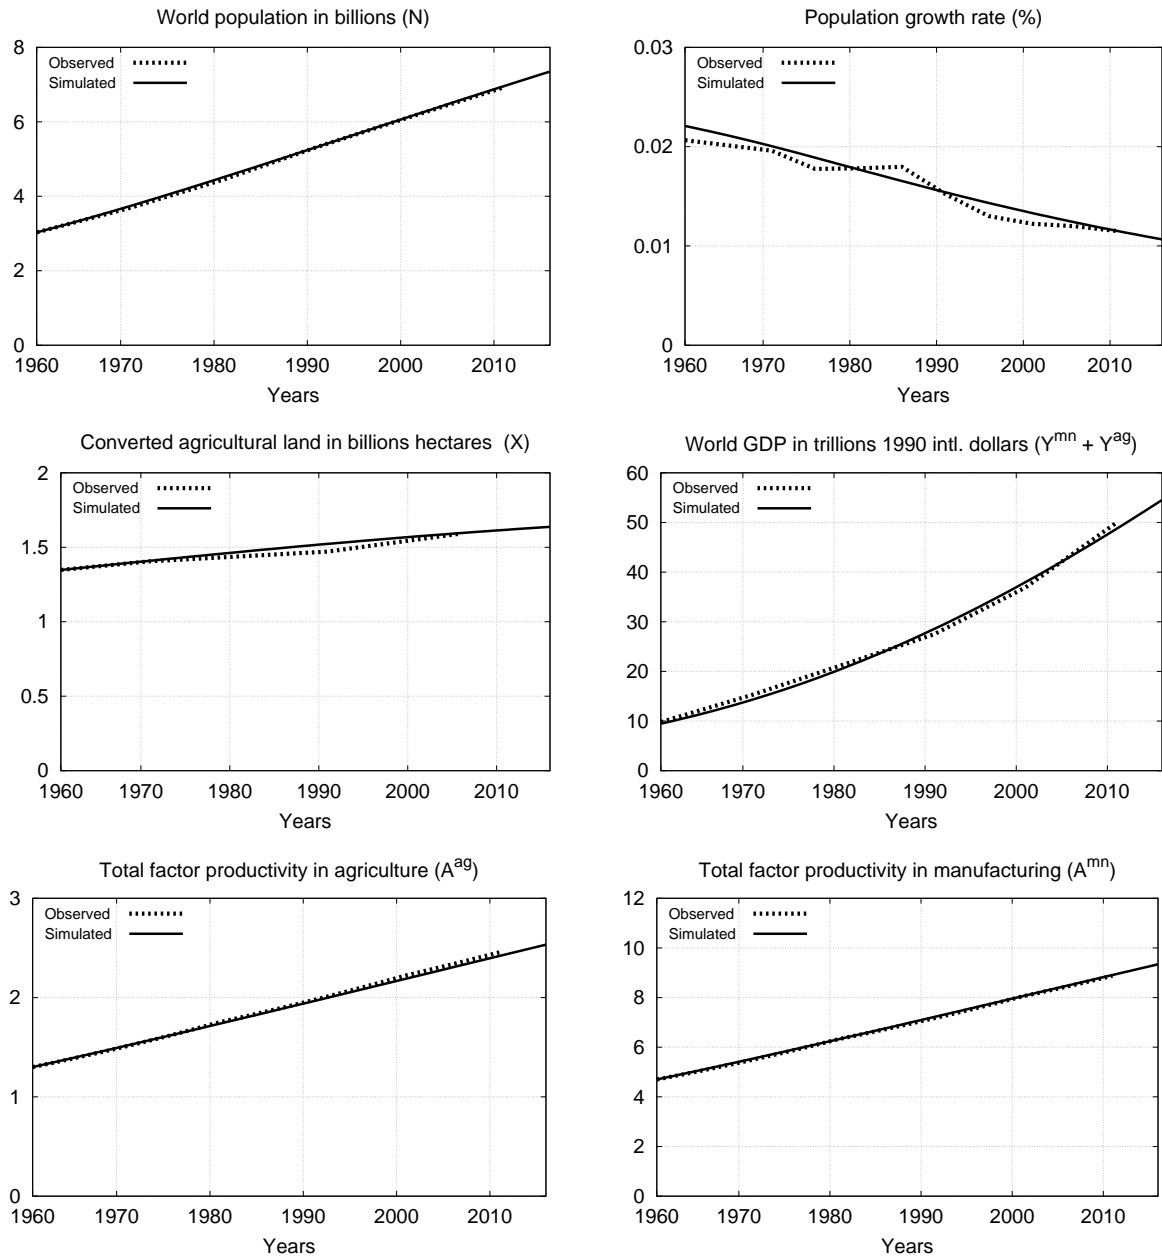 World population in billions (N)
8
6
4
2
0
Observed
Simulated
1960 1970 1980 1990 2000 2010
Years
Population growth rate (%)
0.03
0.02
0.01
0
Observed
Simulated
1960 1970 1980 1990 2000 2010
Years
Converted agricultural land in billions hectares (X)
2
1.5
1
0.5
0
Observed
Simulated
1960 1970 1980 1990 2000 2010
Years
World GDP in trillions 1990 intl. dollars (Y^mn + Y^ag)
60
50
40
30
20
10
0
Observed
Simulated
1960 1970 1980 1990 2000 2010
Years
Total factor productivity in agriculture (A^ag)
3
2
1
0
Observed
Simulated
1960 1970 1980 1990 2000 2010
Years
Total factor productivity in manufacturing (A^mn)
12
10
8
6
4
2
0
Observed
Simulated
1960 1970 1980 1990 2000 2010
Years